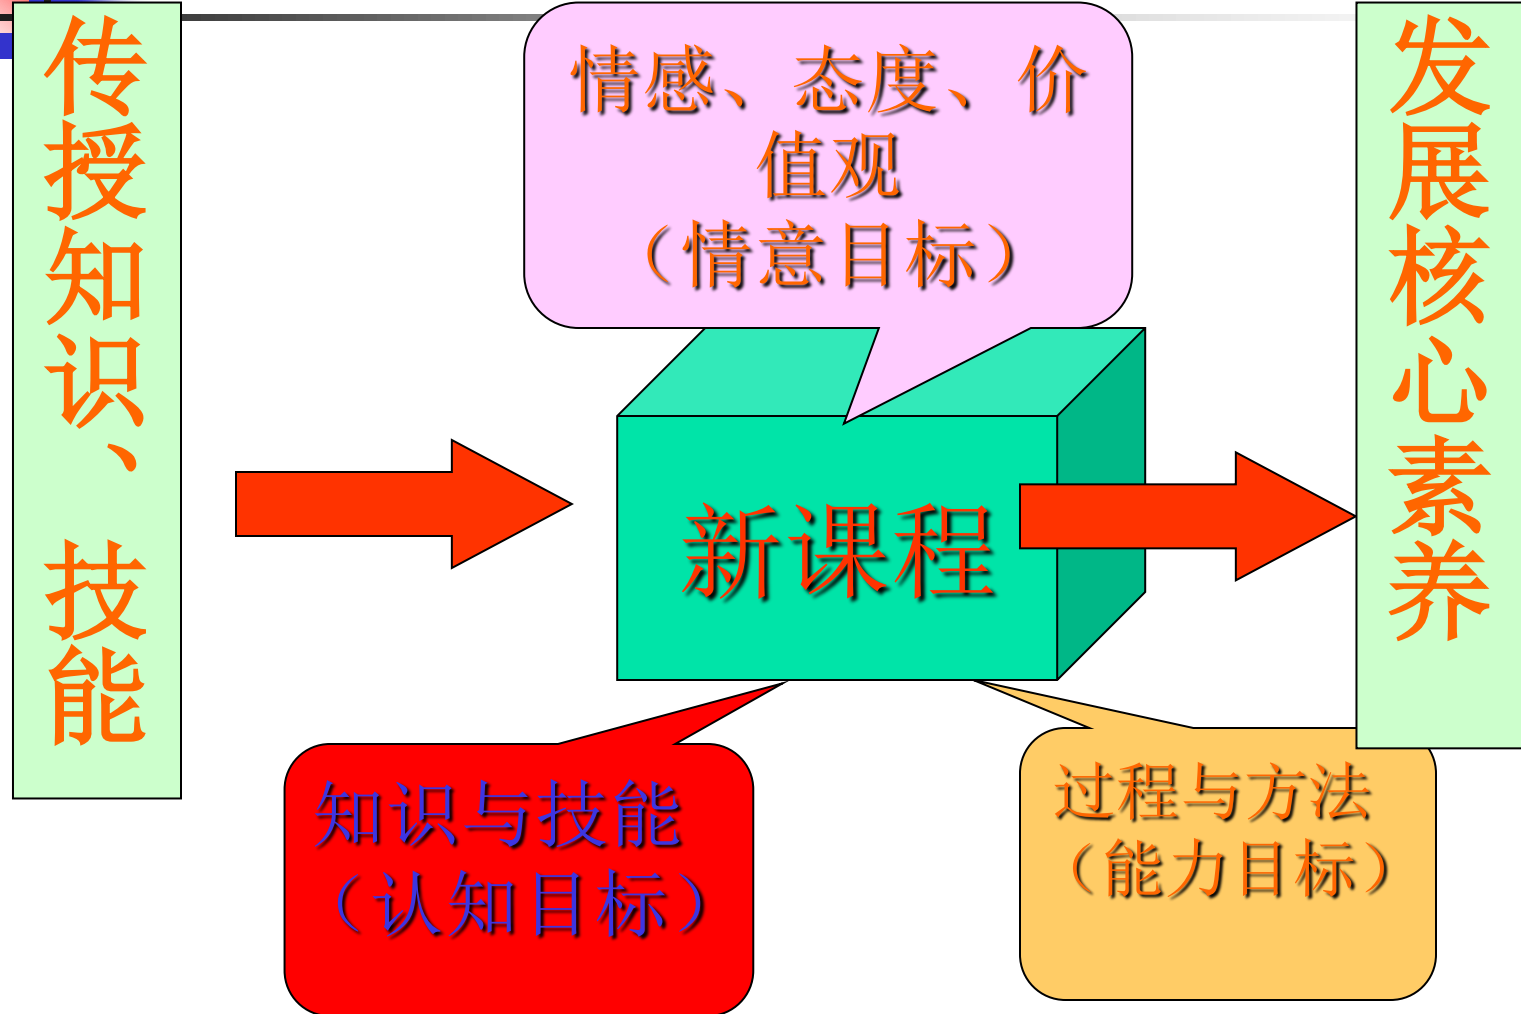 传授知识、技能
情感、态度、价
值观
（情意目标）
新课程
发展核心素养
知识与技能
（认知目标）
过程与方法
（能力目标）